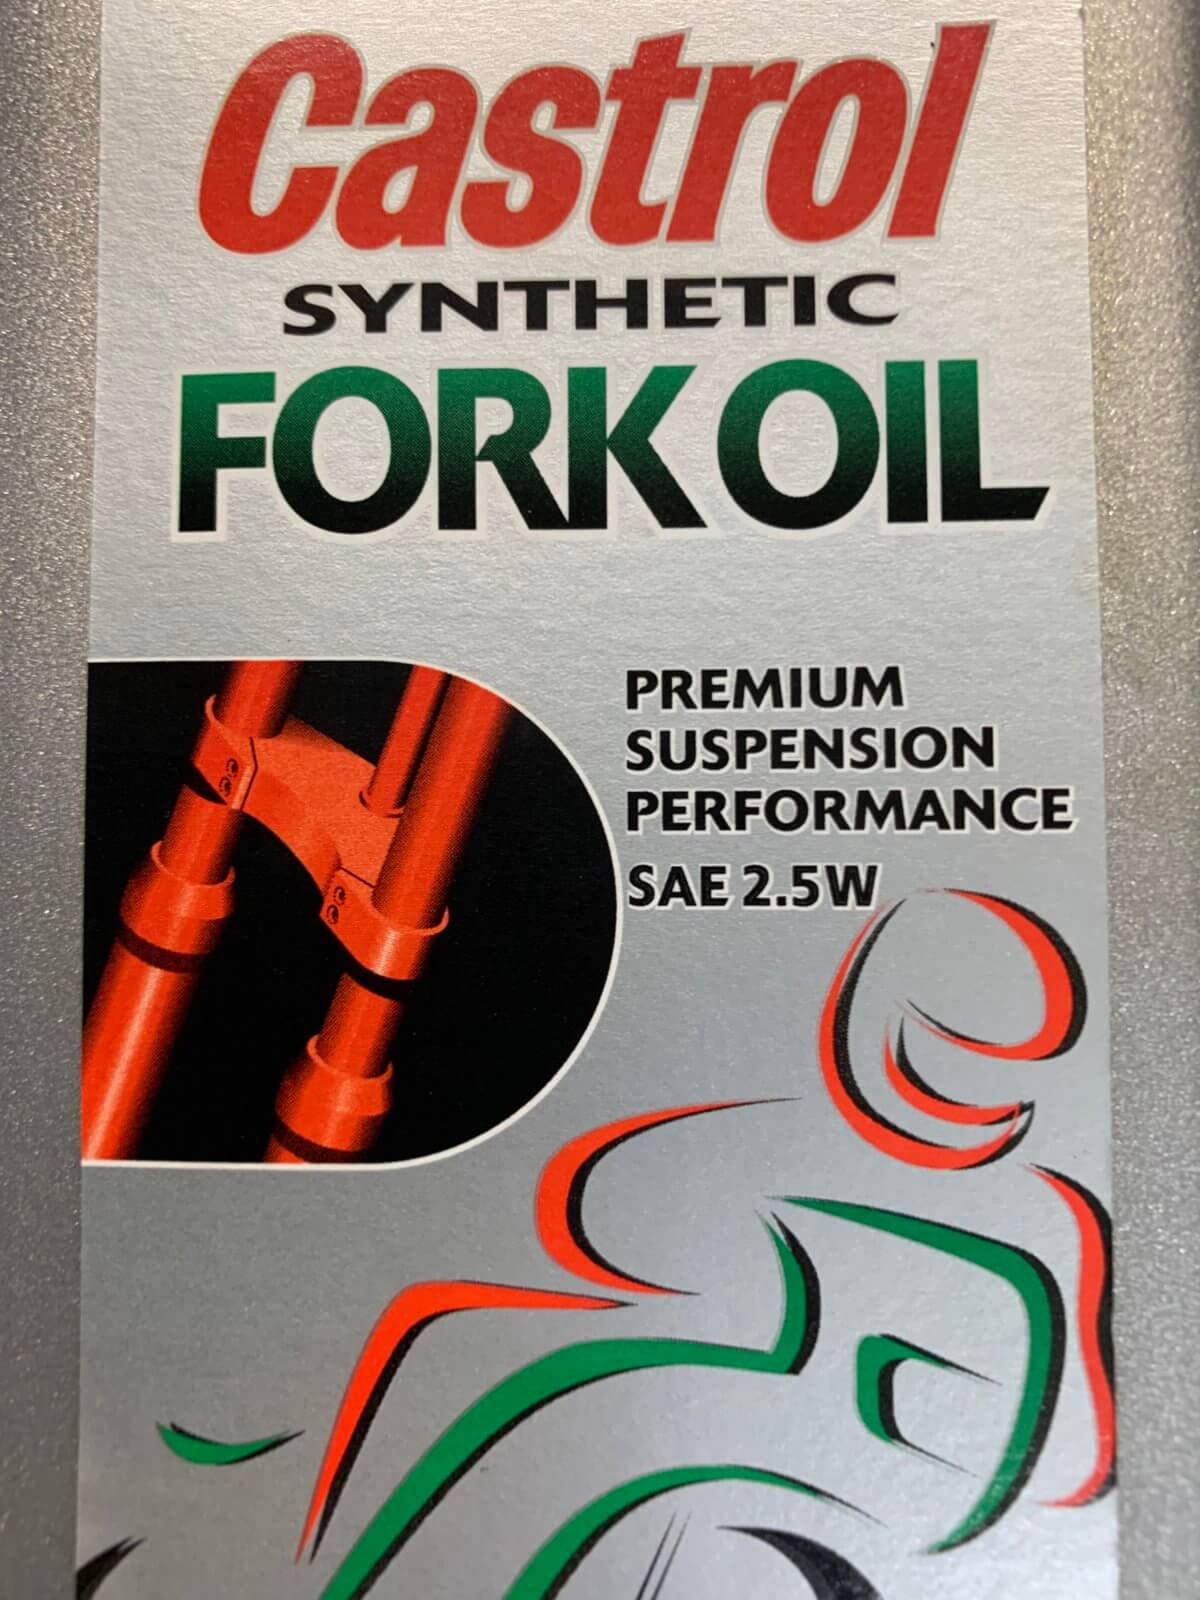 Castrol
SYNTHETIC
FORK OIL
PREMIUM
SUSPENSION
PERFORMANCE
SAE 2.5W